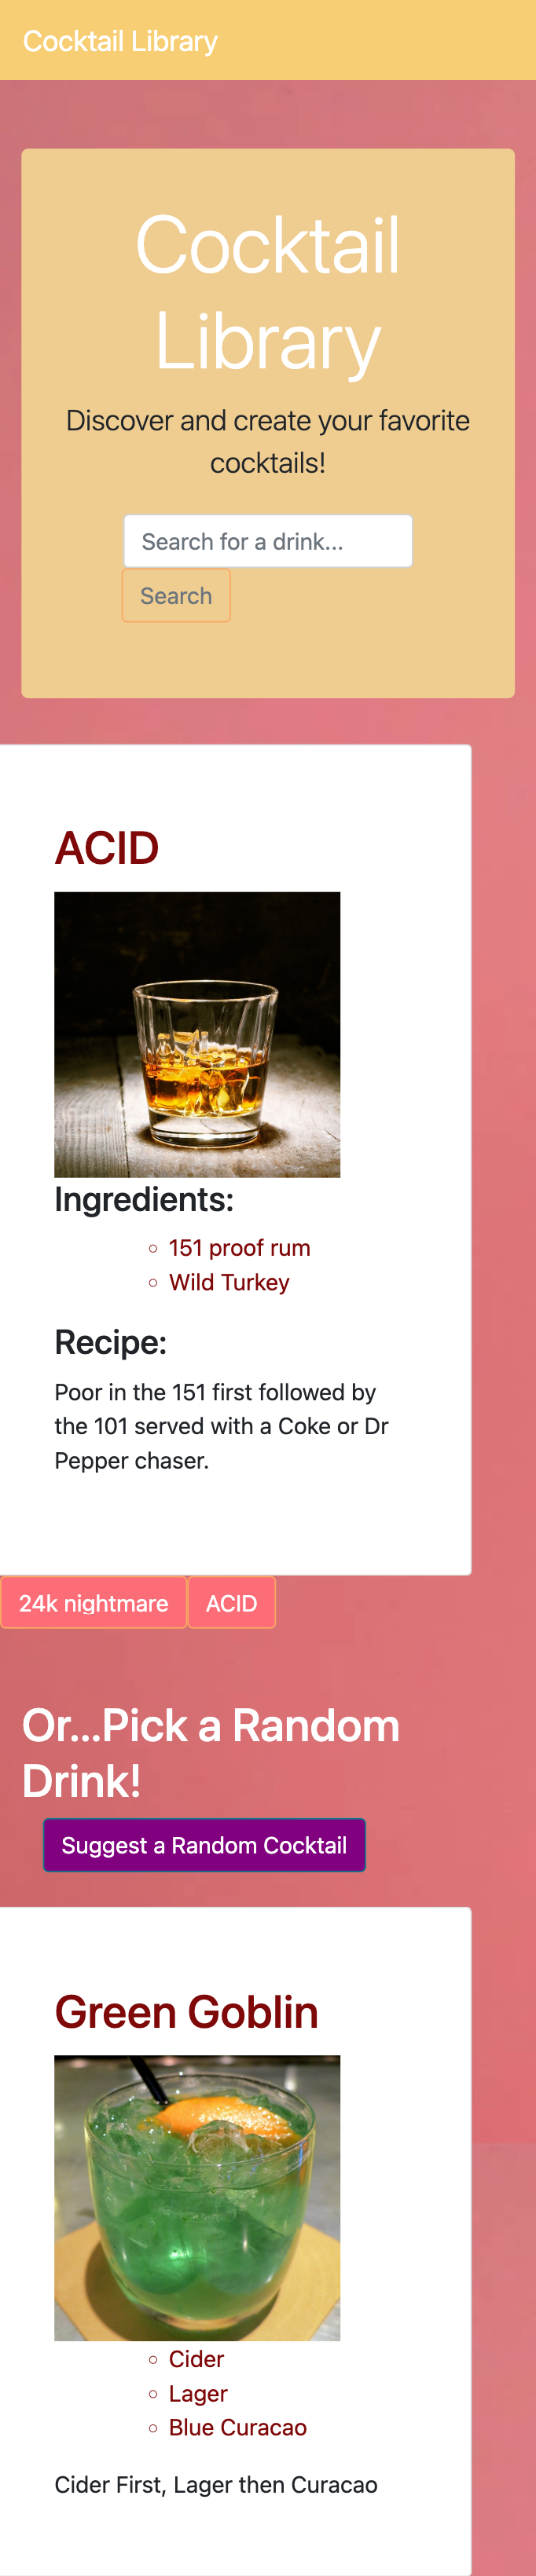 Cocktail Library
Cocktail
Library
Discover and create your favorite
cocktails!
Search for a drink...
Search
ACID
Ingredients:
151 proof rum
Wild Turkey
Recipe:
Poor in the 151 first followed by
the 101 served with a Coke or Dr
Pepper chaser.
24k nightmare ACID
Or...Pick a Random
Drink!
Suggest a Random Cocktail
Green Goblin
Cider
Lager
Blue Curacao
Cider First, Lager then Curacao